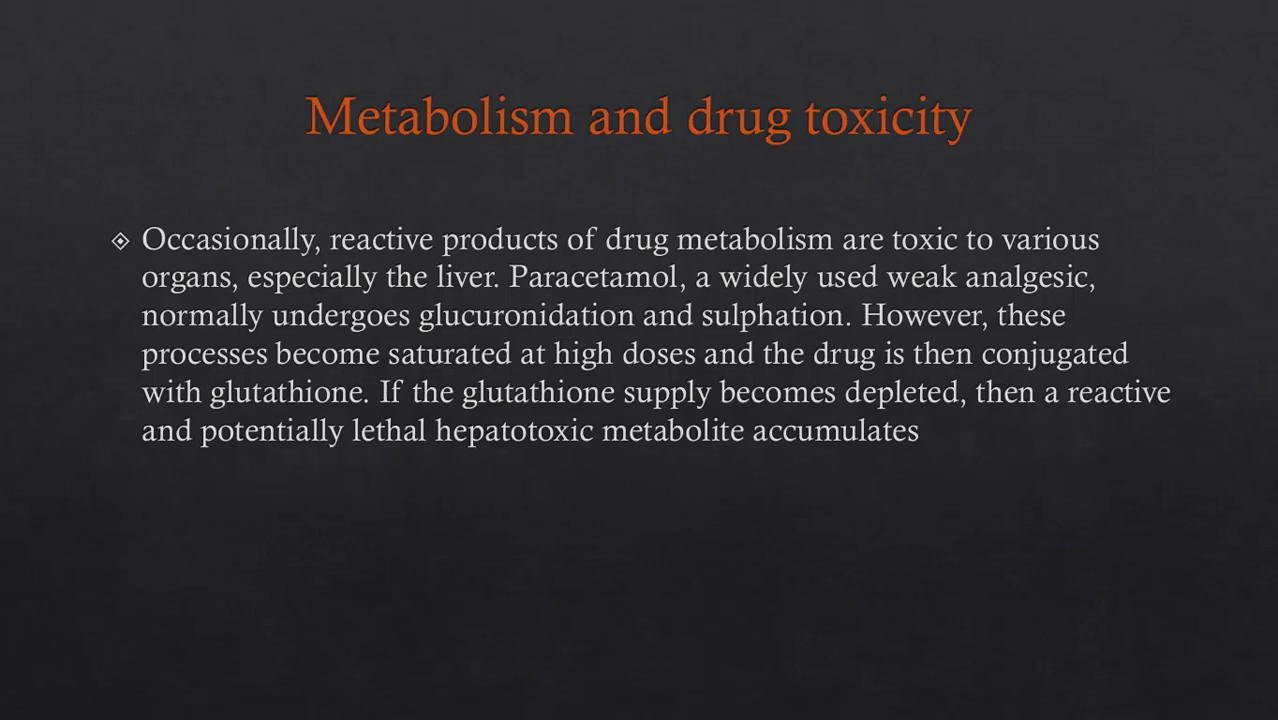 Metabolism and drug toxicity
Occasionally, reactive products of drug metabolism are toxic to various
organs, especially the liver. Paracetamol, a widely used weak analgesic,
normally undergoes glucuronidation and sulphation. However, these
processes become saturated at high doses and the drug is then conjugated
with glutathione. If the glutathione supply becomes depleted, then a reactive
and potentially lethal hepatotoxic metabolite accumulates